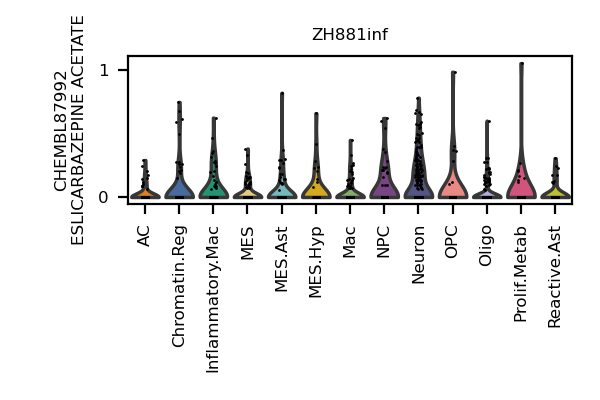 ZH881inf
CHEMBL87992
ESLICARBAZEPINE ACETATE
1
0
AC
Chromatin.Reg
Inflammatory.Mac
MES
MES.Ast
MES.Hyp
Mac
NPC
Neuron
OPC
Oligo
Prolif.Metab
Reactive.Ast